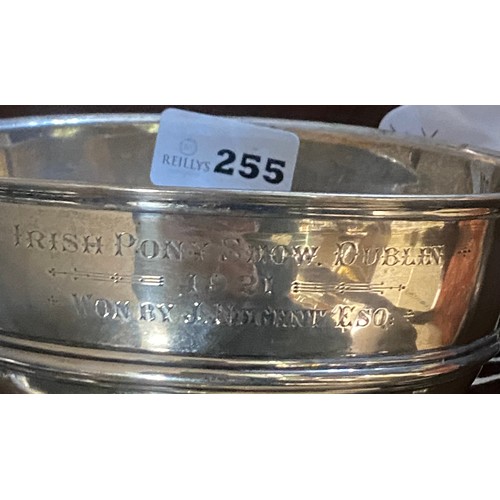 REILLYS 255
IRISH PONY SHOW, DUBLIN
1921
WON BY J. NUGENT ESQ.